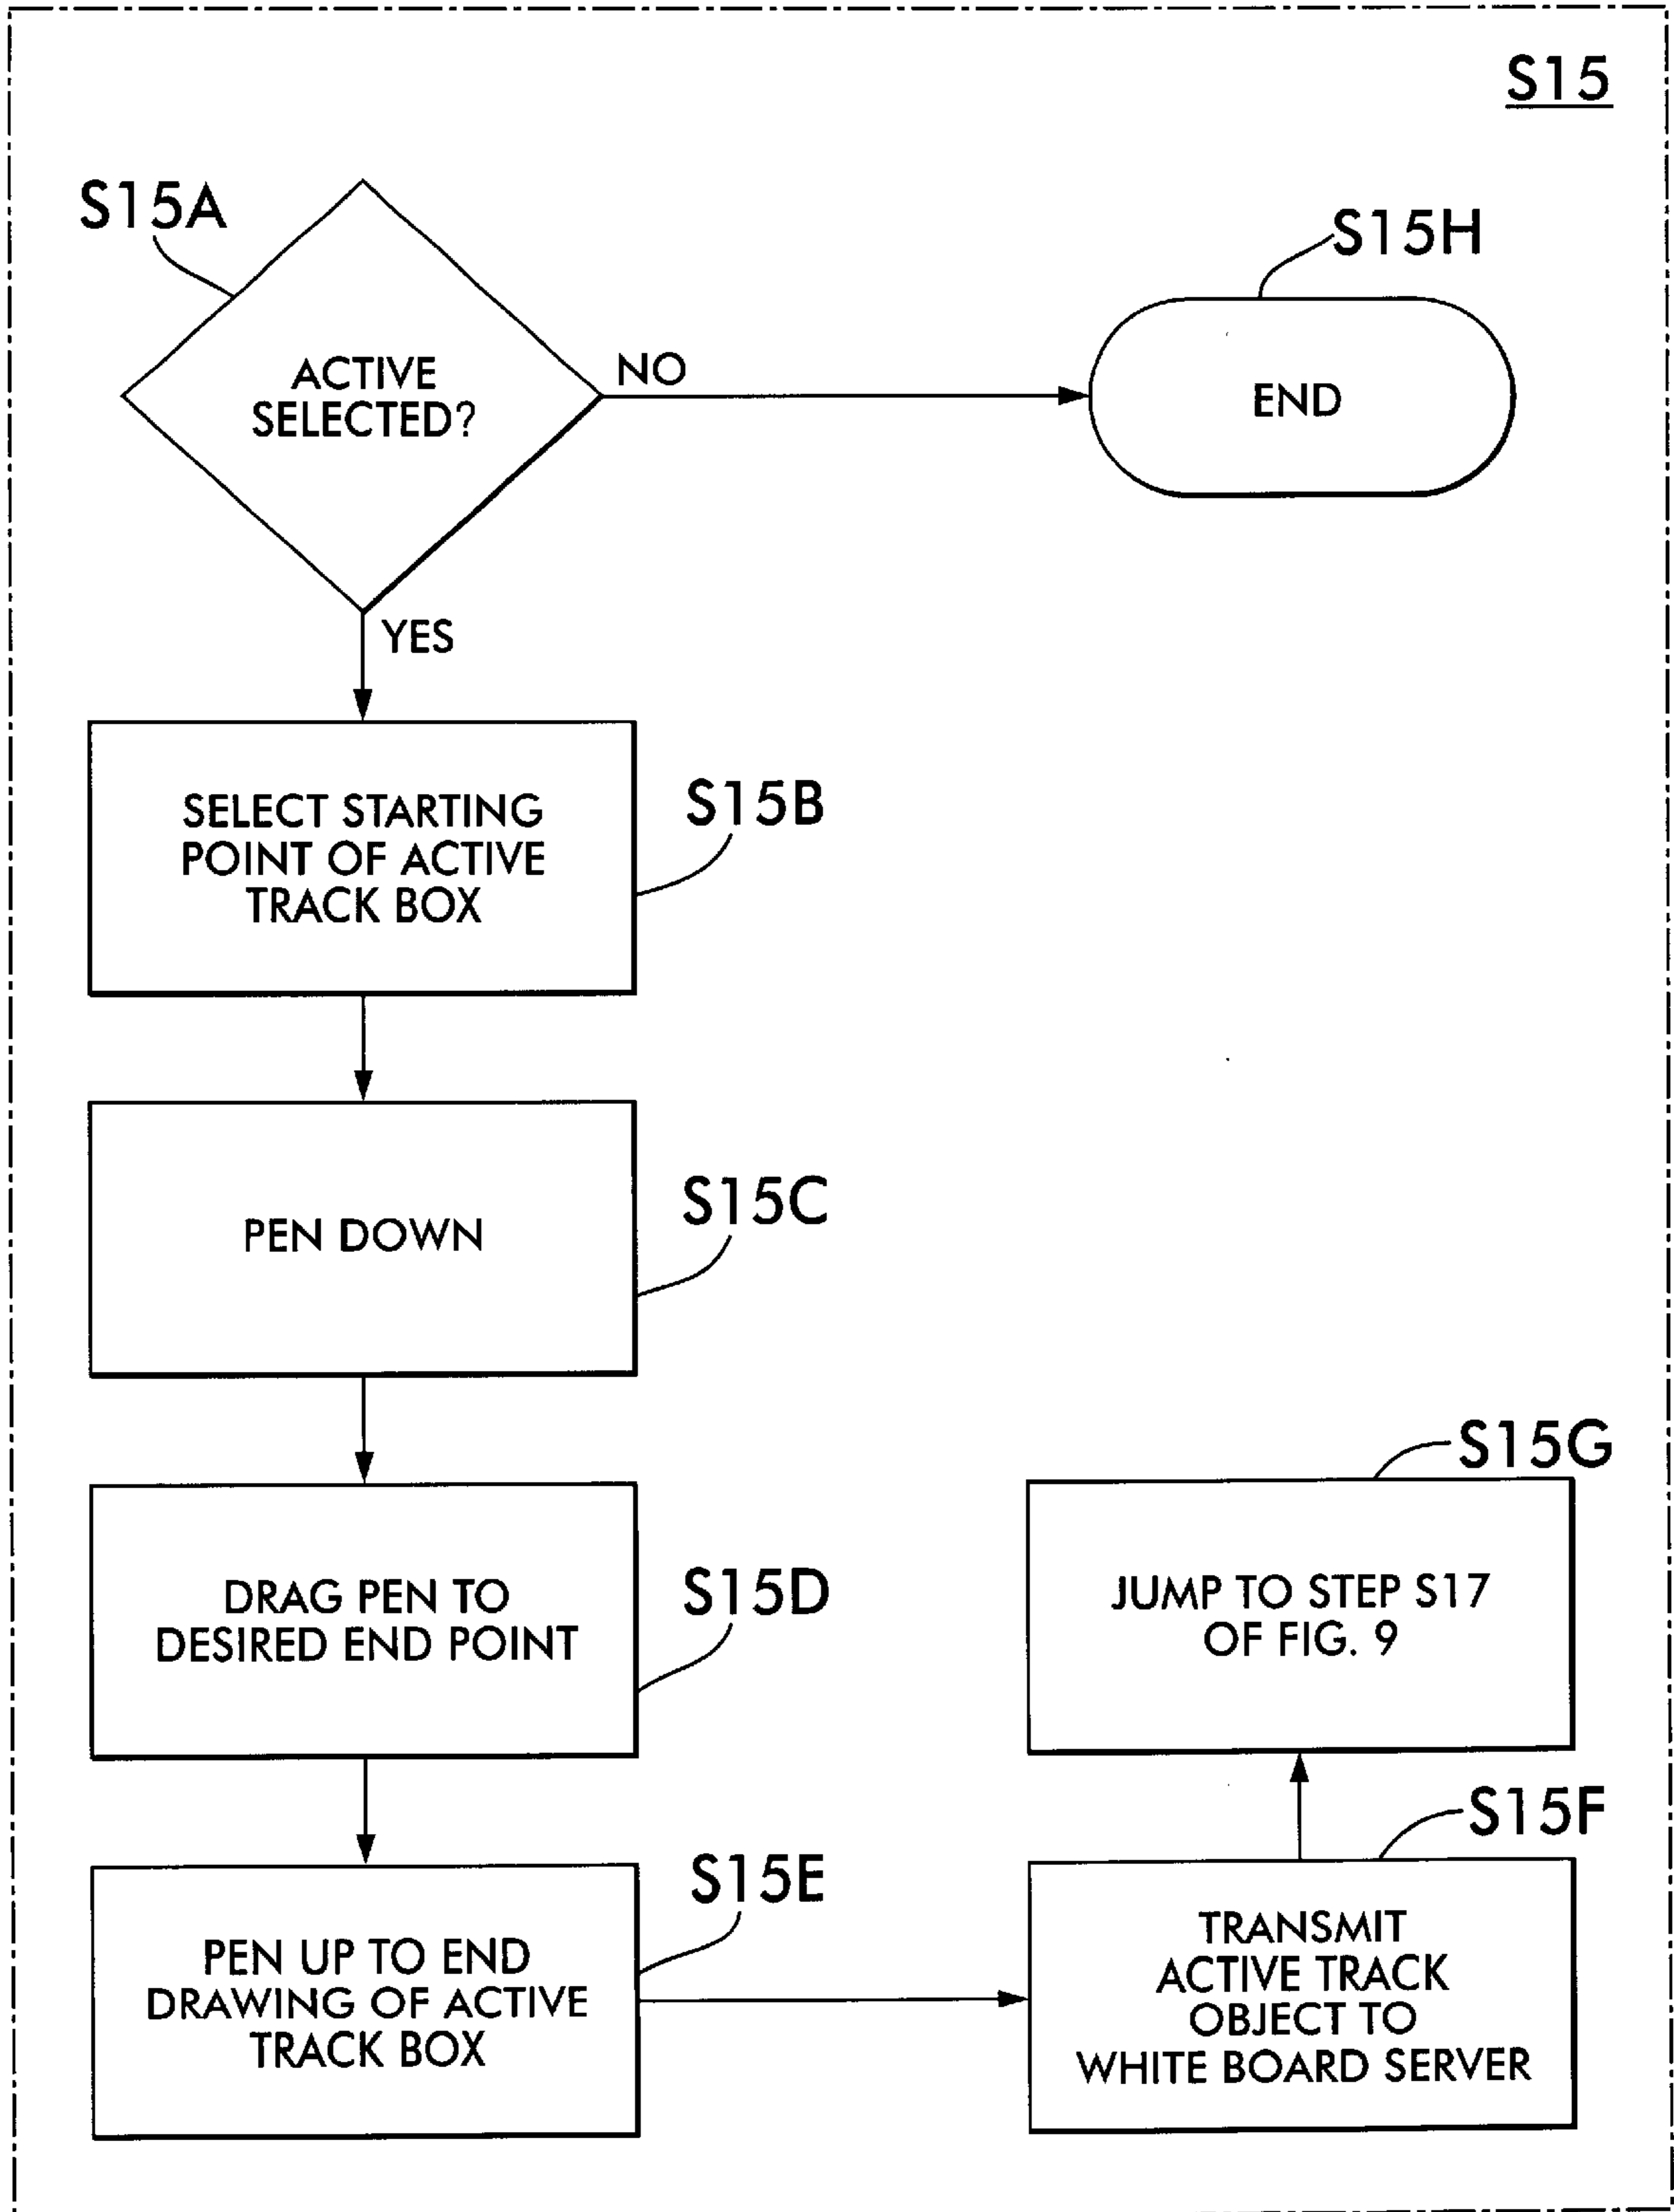 S15
S15A
ACTIVE
SELECTED?
NO
S15H
END
YES
SELECT STARTING
POINT OF ACTIVE
TRACK BOX
S15B
PEN DOWN
S15C
DRAG PEN TO
DESIRED END POINT
S15D
PEN UP TO END
DRAWING OF ACTIVE
TRACK BOX
S15E
TRANSMIT
ACTIVE TRACK
OBJECT TO
WHITE BOARD SERVER
S15F
JUMP TO STEP S17
OF FIG. 9
S15G